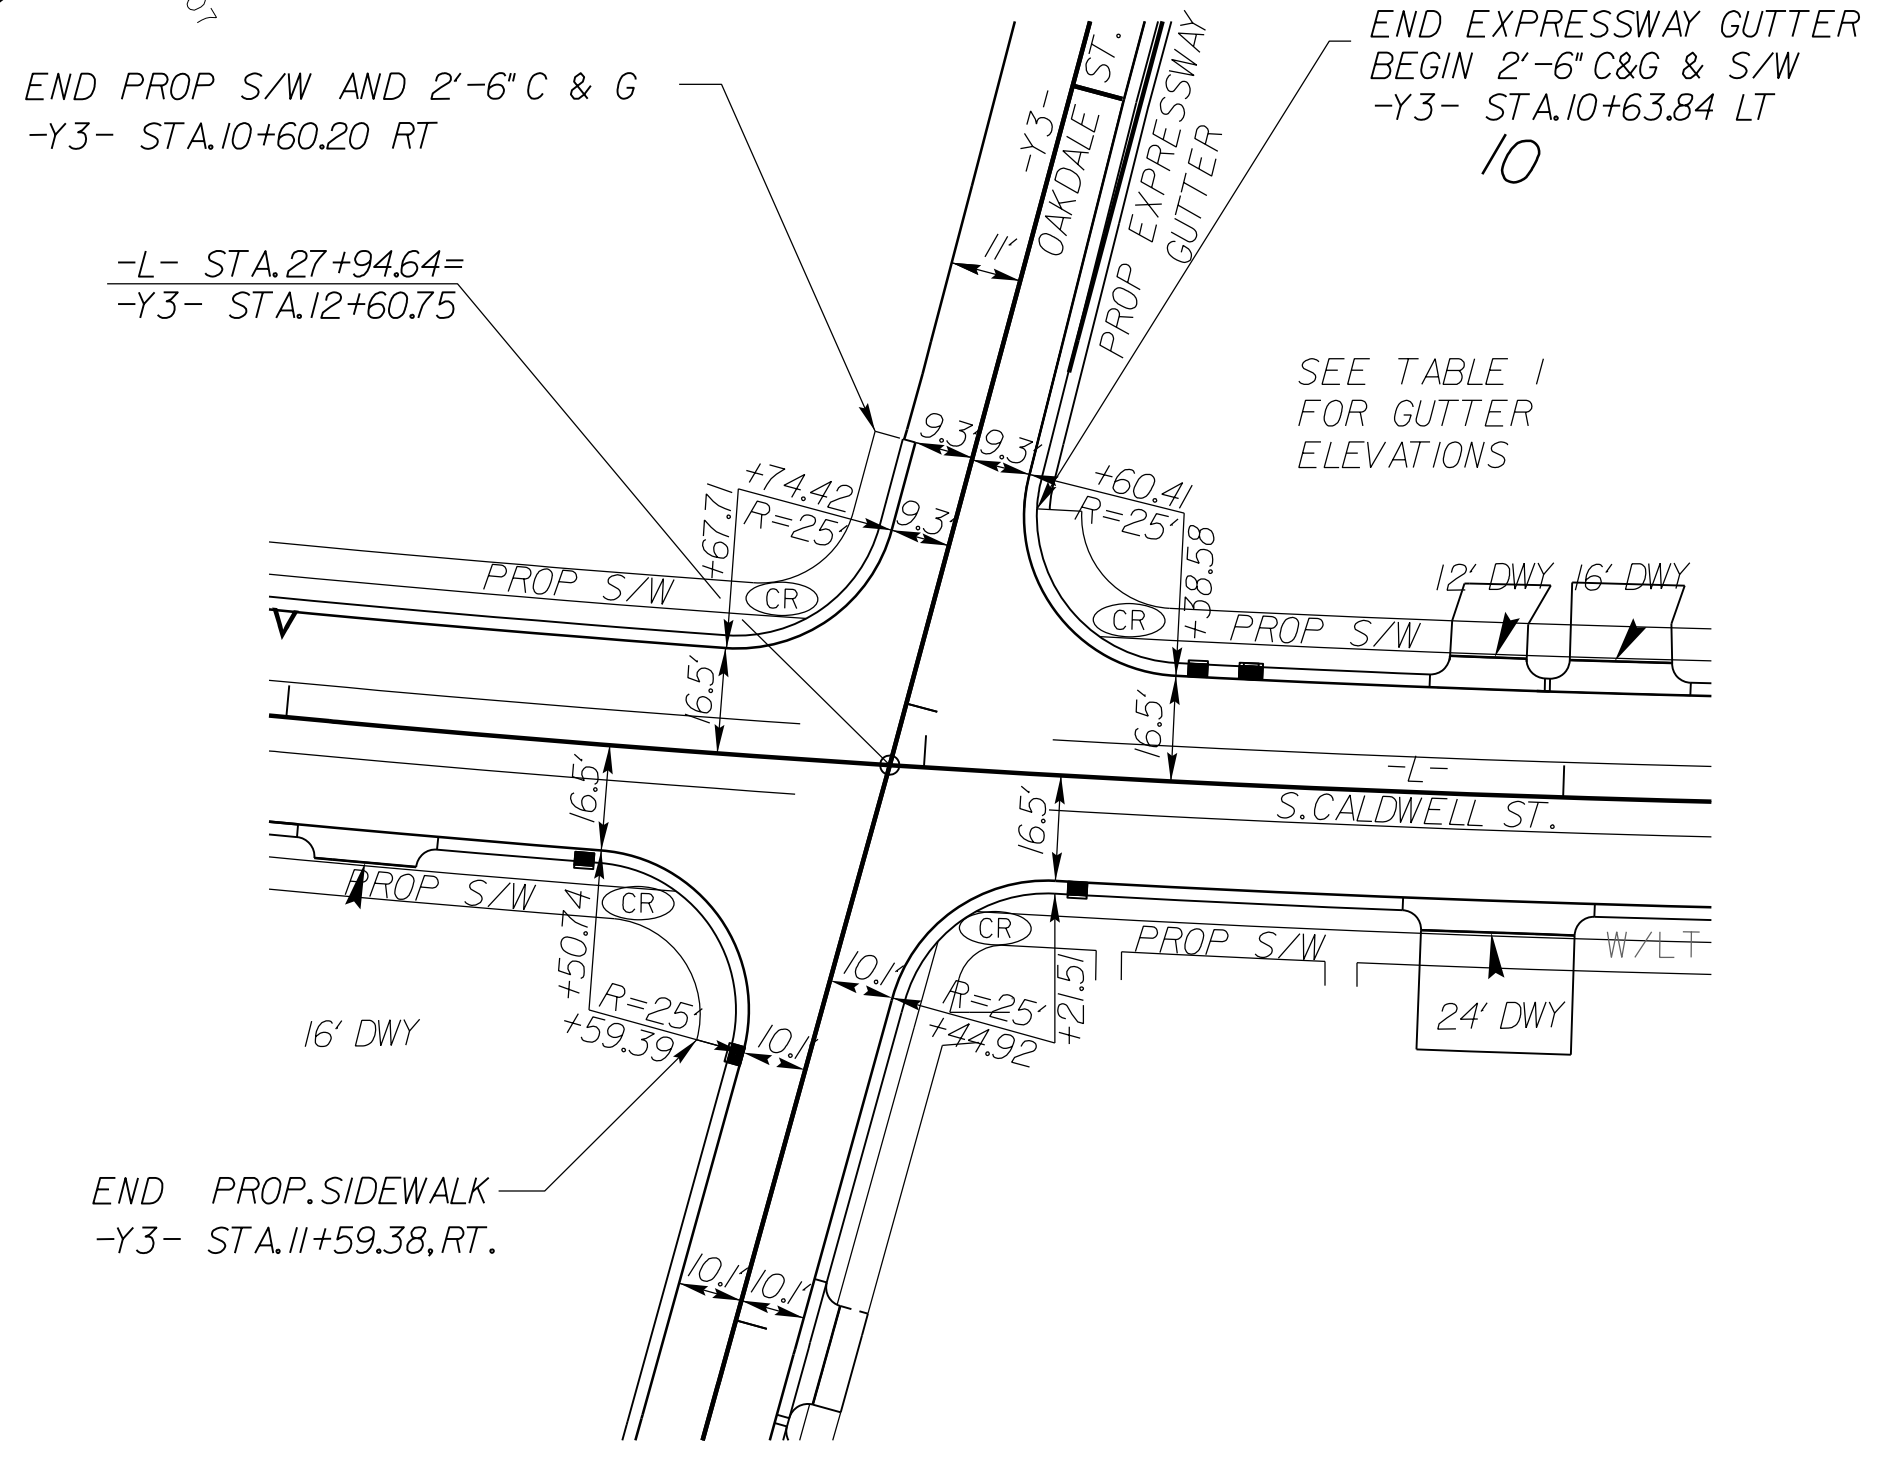 07
END EXPRESSWAY GUTTER
BEGIN 2'-6" C&G & S/W
-Y3- STA.10+63.84 LT
10
END PROP S/W AND 2'-6" C & G
-Y3- STA.10+60.20 RT
-L- STA.27+94.64=
-Y3- STA.12+60.75
-Y3-
OAKDALE ST.
PROP EXPRESSWAY
GUTTER
11'
SEE TABLE 1
FOR GUTTER
ELEVATIONS
9.3'
9.3'
+74.42
R=25'
+67.71
9.3'
+60.41
R=25'
+38.58
PROP S/W
CR
CR
PROP S/W
12' DWY
16' DWY
16.5'
16.5'
-L-
S.CALDWELL ST.
16.5'
16.5'
PROP S/W
CR
+50.74
R=25'
+59.39
16' DWY
10.1'
10.1'
CR
PROP S/W
R=25'
+44.92
+21.51
W/LT
24' DWY
END PROP.SIDEWALK
-Y3- STA.11+59.38,RT.
10.1'
10.1'